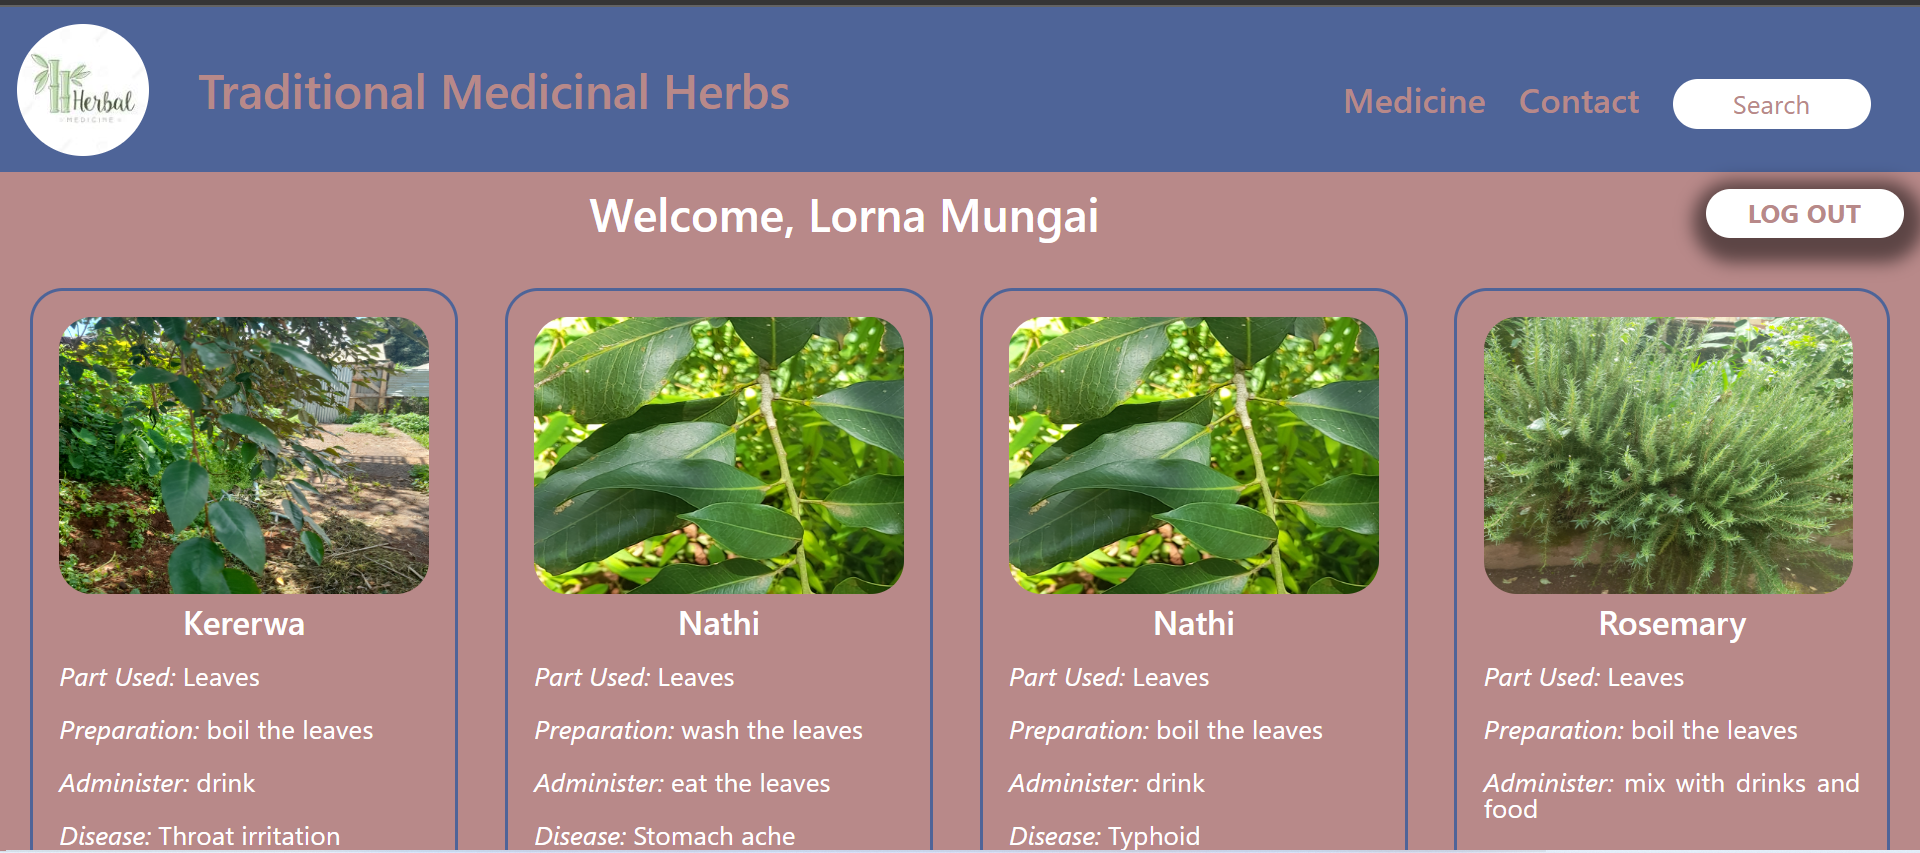 Herbal
MEDICINE
Traditional Medicinal Herbs
Medicine
Contact
Search
Welcome, Lorna Mungai
LOG OUT
Kererwa
Part Used: Leaves
Preparation: boil the leaves
Administer: drink
Disease: Throat irritation
Nathi
Part Used: Leaves
Preparation: wash the leaves
Administer: eat the leaves
Disease: Stomach ache
Nathi
Part Used: Leaves
Preparation: boil the leaves
Administer: drink
Disease: Typhoid
Rosemary
Part Used: Leaves
Preparation: boil the leaves
Administer: mix with drinks and
food